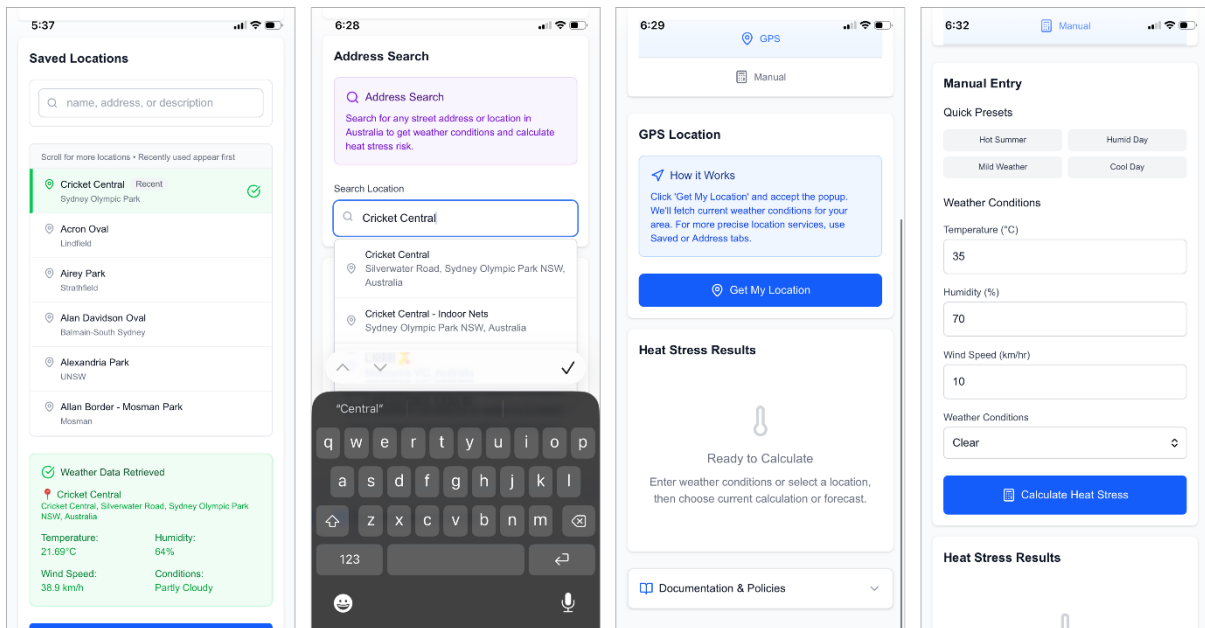 5:37
Saved Locations
name, address, or description
Scroll for more locations • Recently used appear first
Cricket Central Recent
Sydney Olympic Park
Acron Oval
Lindfield
Airey Park
Strathfield
Alan Davidson Oval
Balmain-South Sydney
Alexandria Park
UNSW
Allan Border - Mosman Park
Mosman
Weather Data Retrieved
Cricket Central
Cricket Central, Silverwater Road, Sydney Olympic Park
NSW, Australia
Temperature: Humidity:
21.69°C 64%
Wind Speed: Conditions:
38.9 km/h Partly Cloudy
6:28
Address Search
Address Search
Search for any street address or location in
Australia to get weather conditions and calculate
heat stress risk.
Search Location
Cricket Central
Cricket Central
Silverwater Road, Sydney Olympic Park NSW,
Australia
Cricket Central - Indoor Nets
Sydney Olympic Park NSW, Australia
"Central"
q w e r t y u i o p
a s d f g h j k l
z x c v b n m
123
6:29
GPS
Manual
GPS Location
How it Works
Click 'Get My Location' and accept the popup.
We'll fetch current weather conditions for your
area. For more precise location services, use
Saved or Address tabs.
Get My Location
Heat Stress Results
Ready to Calculate
Enter weather conditions or select a location,
then choose current calculation or forecast.
Documentation & Policies
6:32
Manual
Manual Entry
Quick Presets
Hot Summer Humid Day
Mild Weather Cool Day
Weather Conditions
Temperature (°C)
35
Humidity (%)
70
Wind Speed (km/hr)
10
Weather Conditions
Clear
Calculate Heat Stress
Heat Stress Results